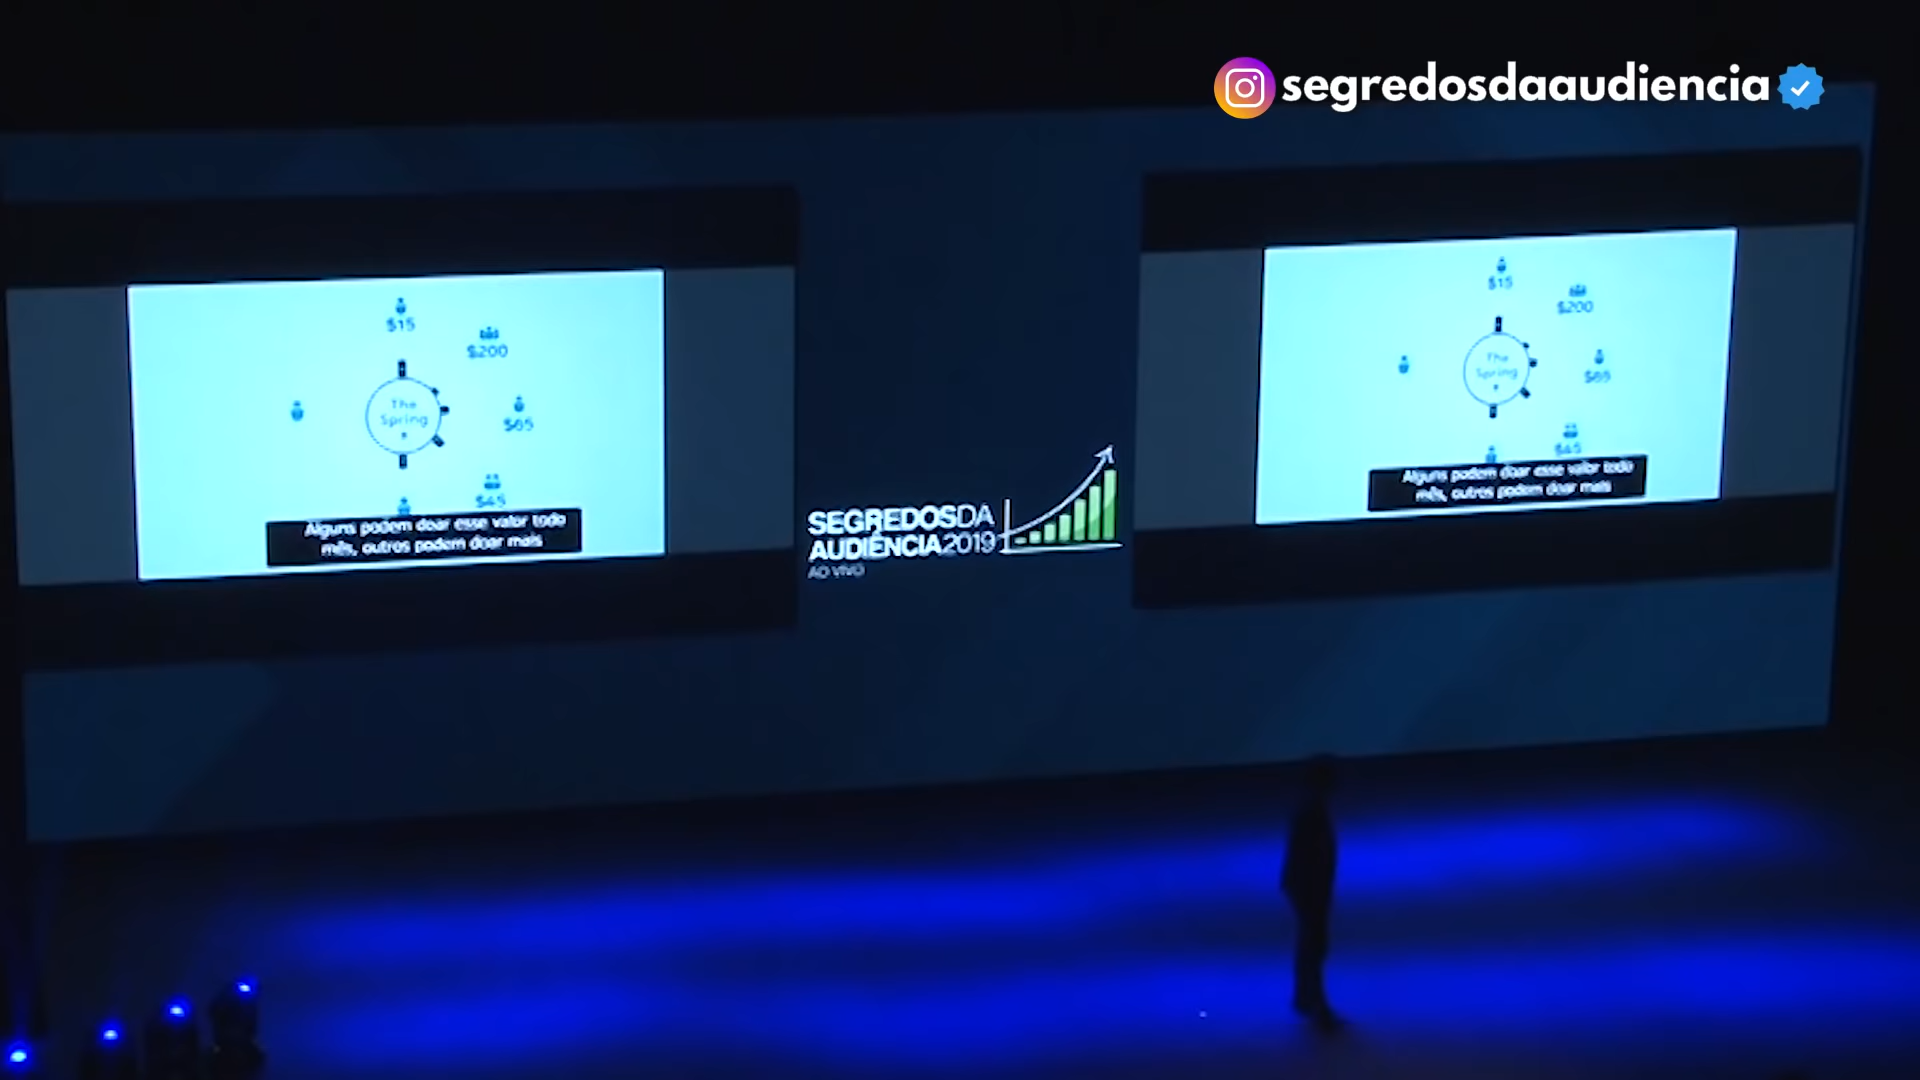 segredosdaaudiencia
$15
$200
The
Spring
$65
$45
Alguns podem doar esse valor todo
mês, outros podem doar mais
SEGREDOSDA
AUDIÊNCIA2019
AO VIVO
$15
$200
The
Spring
$65
$45
Alguns podem doar esse valor todo
mês, outros podem doar mais